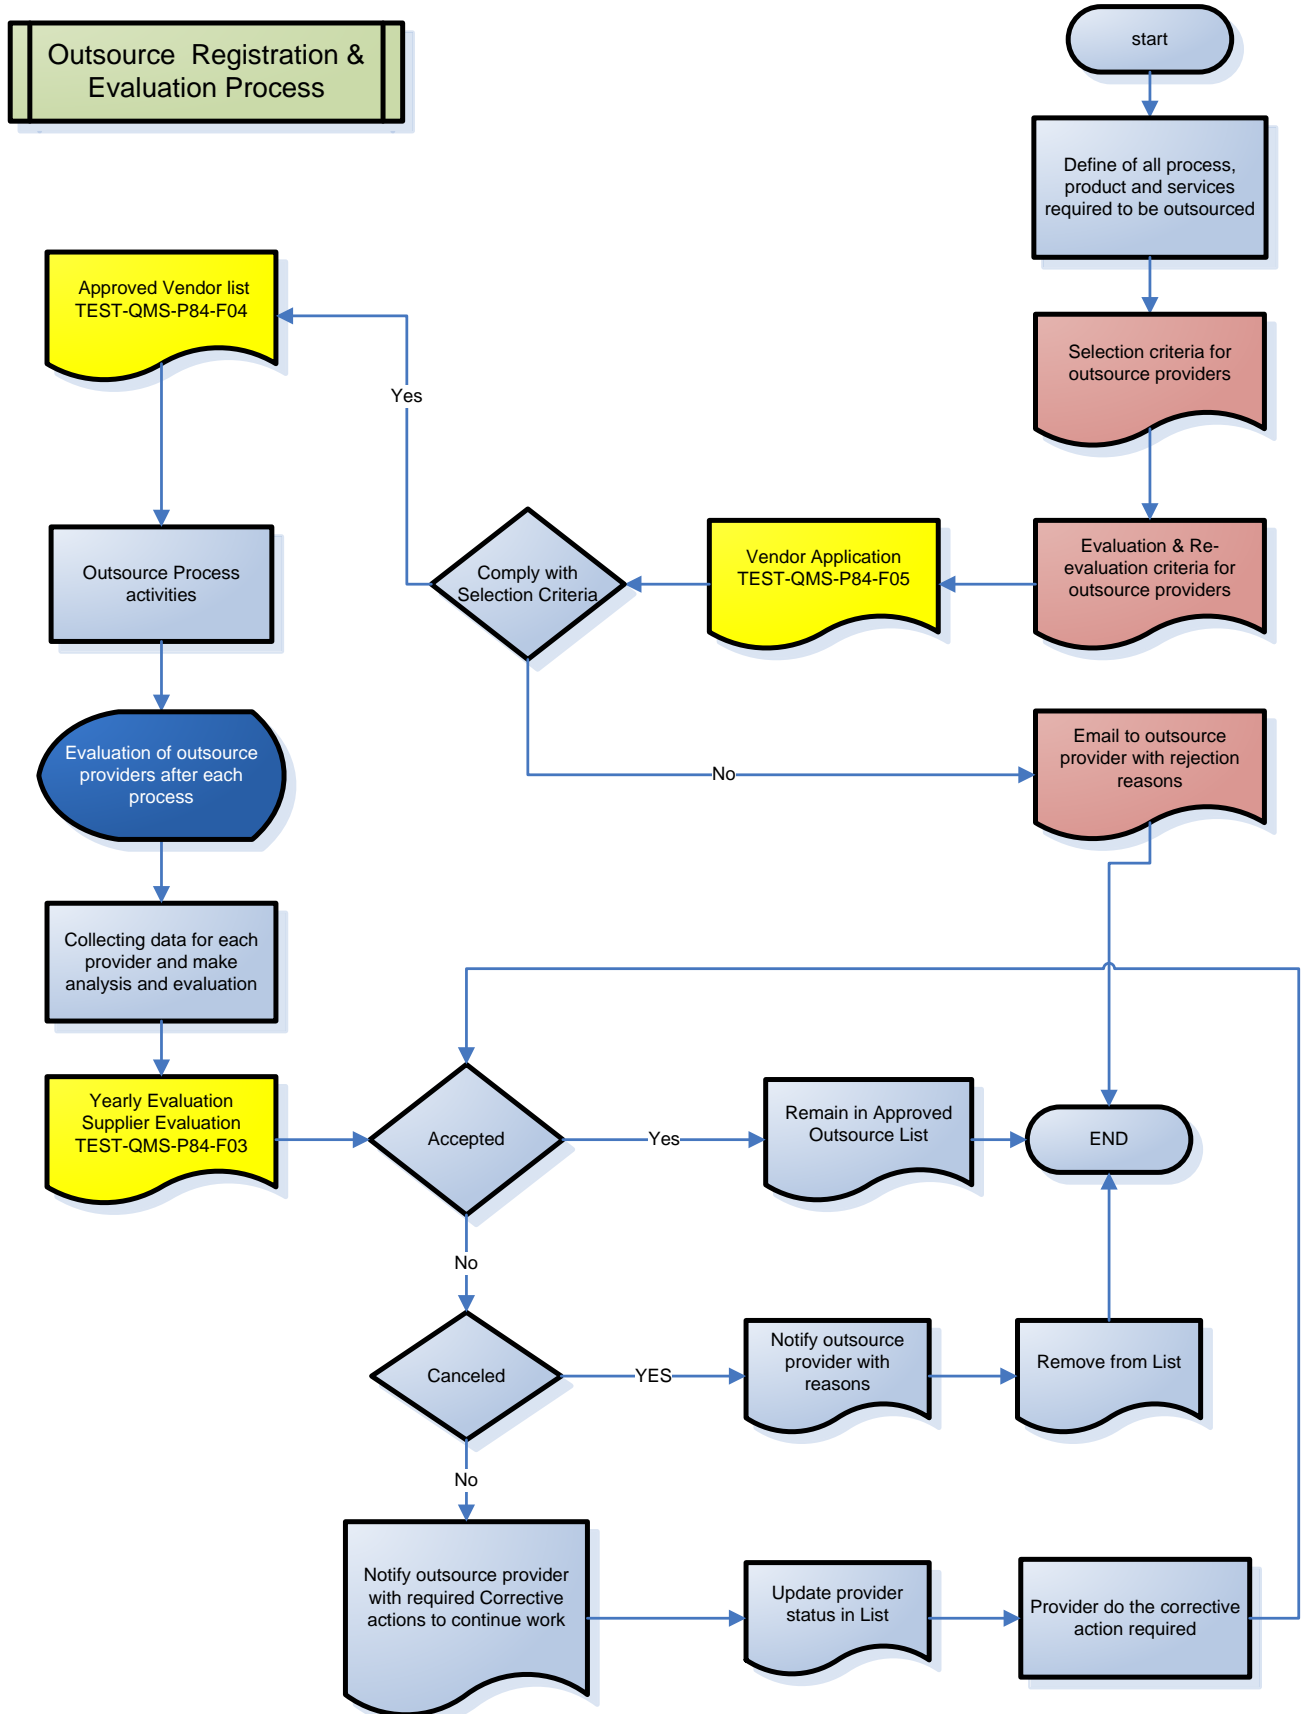 Outsource Registration &
Evaluation Process
start
Define of all process,
product and services
required to be outsourced
Selection criteria for
outsource providers
Evaluation & Re-
evaluation criteria for
outsource providers
Vendor Application
TEST-QMS-P84-F05
Comply with
Selection Criteria
Yes
No
Approved Vendor list
TEST-QMS-P84-F04
Outsource Process
activities
Evaluation of outsource
providers after each
process
Collecting data for each
provider and make
analysis and evaluation
Yearly Evaluation
Supplier Evaluation
TEST-QMS-P84-F03
Email to outsource
provider with rejection
reasons
Accepted
Yes
Remain in Approved
Outsource List
END
No
Canceled
YES
Notify outsource
provider with
reasons
Remove from List
No
Notify outsource provider
with required Corrective
actions to continue work
Update provider
status in List
Provider do the corrective
action required